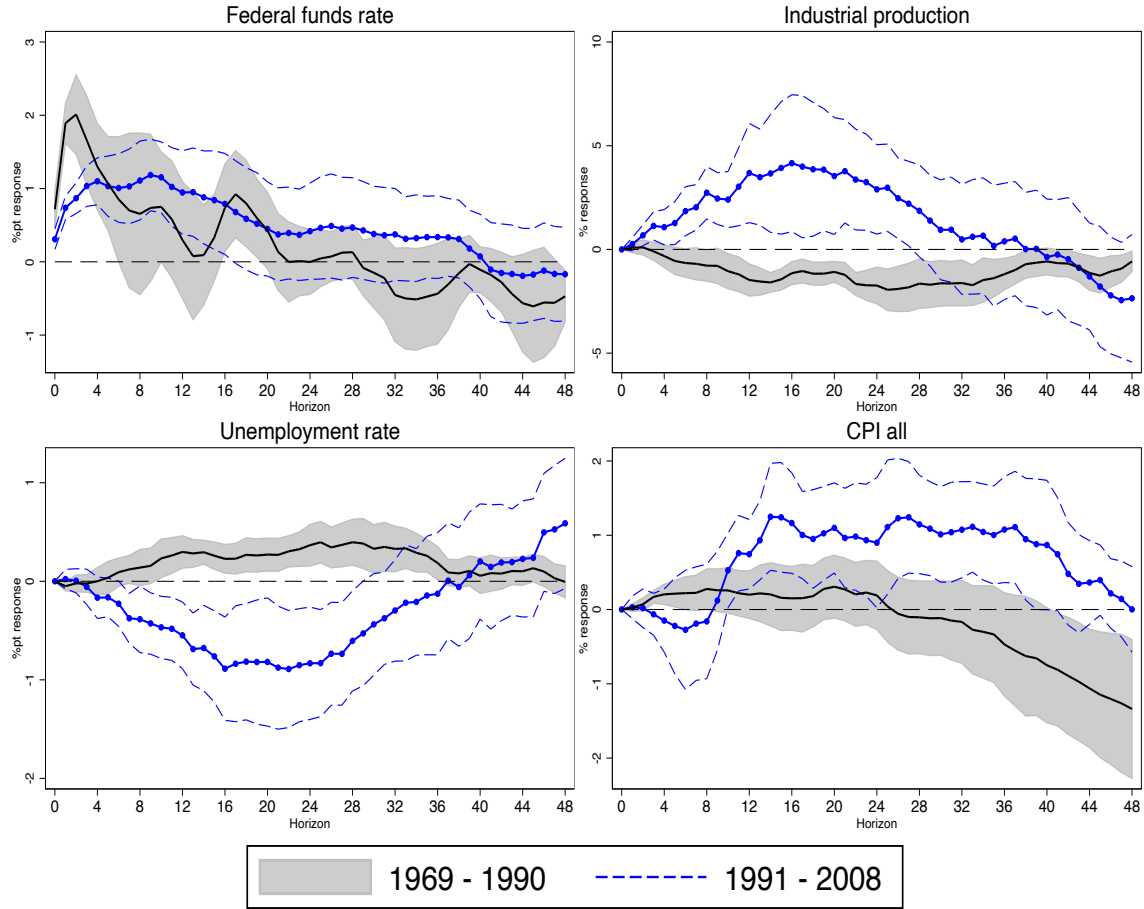 Federal funds rate
3
2
1
0
-1
%pt response
0 4 8 12 16 20 24 28 32 36 40 44 48
Horizon
Industrial production
10
5
0
-5
% response
0 4 8 12 16 20 24 28 32 36 40 44 48
Horizon
Unemployment rate
1
0
-1
-2
%pt response
0 4 8 12 16 20 24 28 32 36 40 44 48
Horizon
CPI all
2
1
0
-1
-2
% response
0 4 8 12 16 20 24 28 32 36 40 44 48
Horizon
1969 - 1990 1991 - 2008